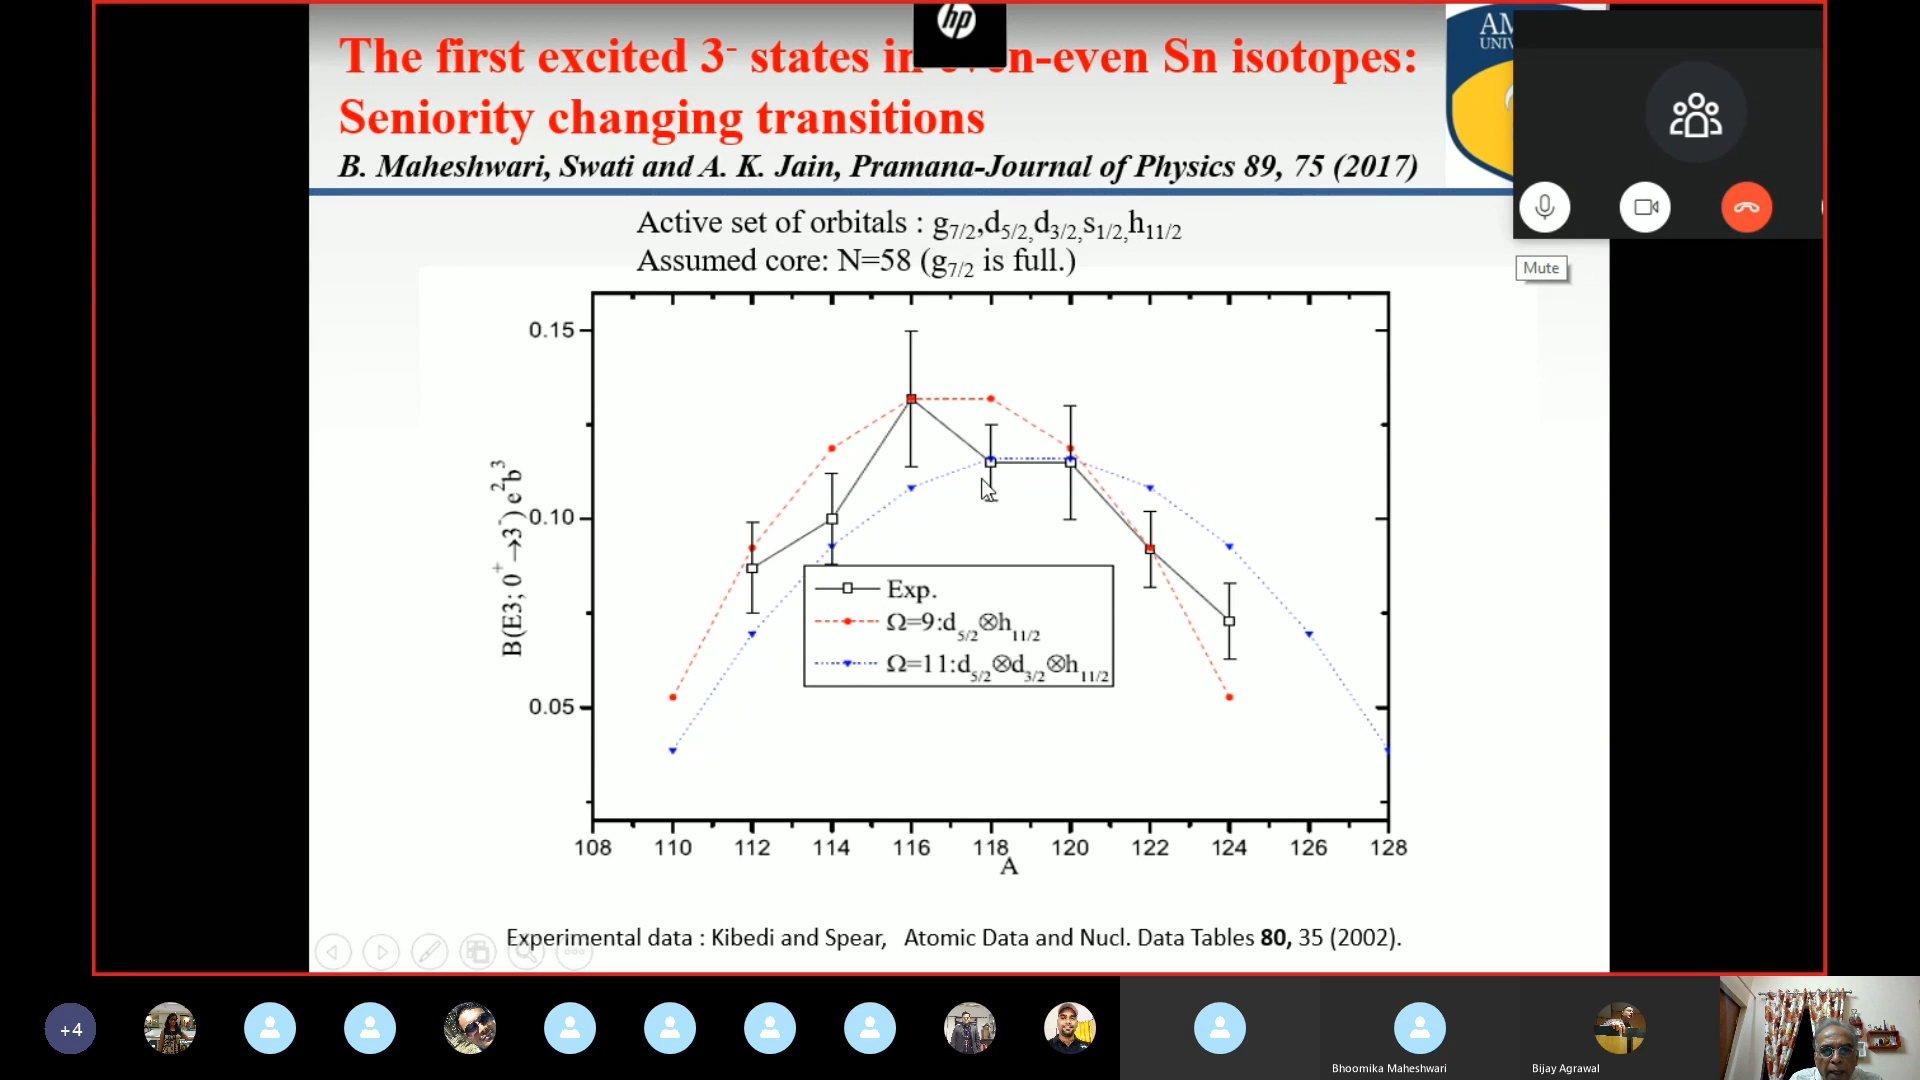 The first excited 3- states in even-even Sn isotopes:
Seniority changing transitions
B. Maheshwari, Swati and A. K. Jain, Pramana-Journal of Physics 89, 75 (2017)
hp
AM
UNIV
Mute
Active set of orbitals : g7/2,d5/2,d3/2,s1/2,h11/2
Assumed core: N=58 (g7/2 is full.)
B(E3; 0+→3-) e2b3
0.15
0.10
0.05
Exp.
Ω=9:d5/2⊗h11/2
Ω=11:d5/2⊗d3/2⊗h11/2
108 110 112 114 116 118 120 122 124 126 128
A
Experimental data : Kibedi and Spear, Atomic Data and Nucl. Data Tables 80, 35 (2002).
+4
Bhoomika Maheshwari
Bijay Agrawal